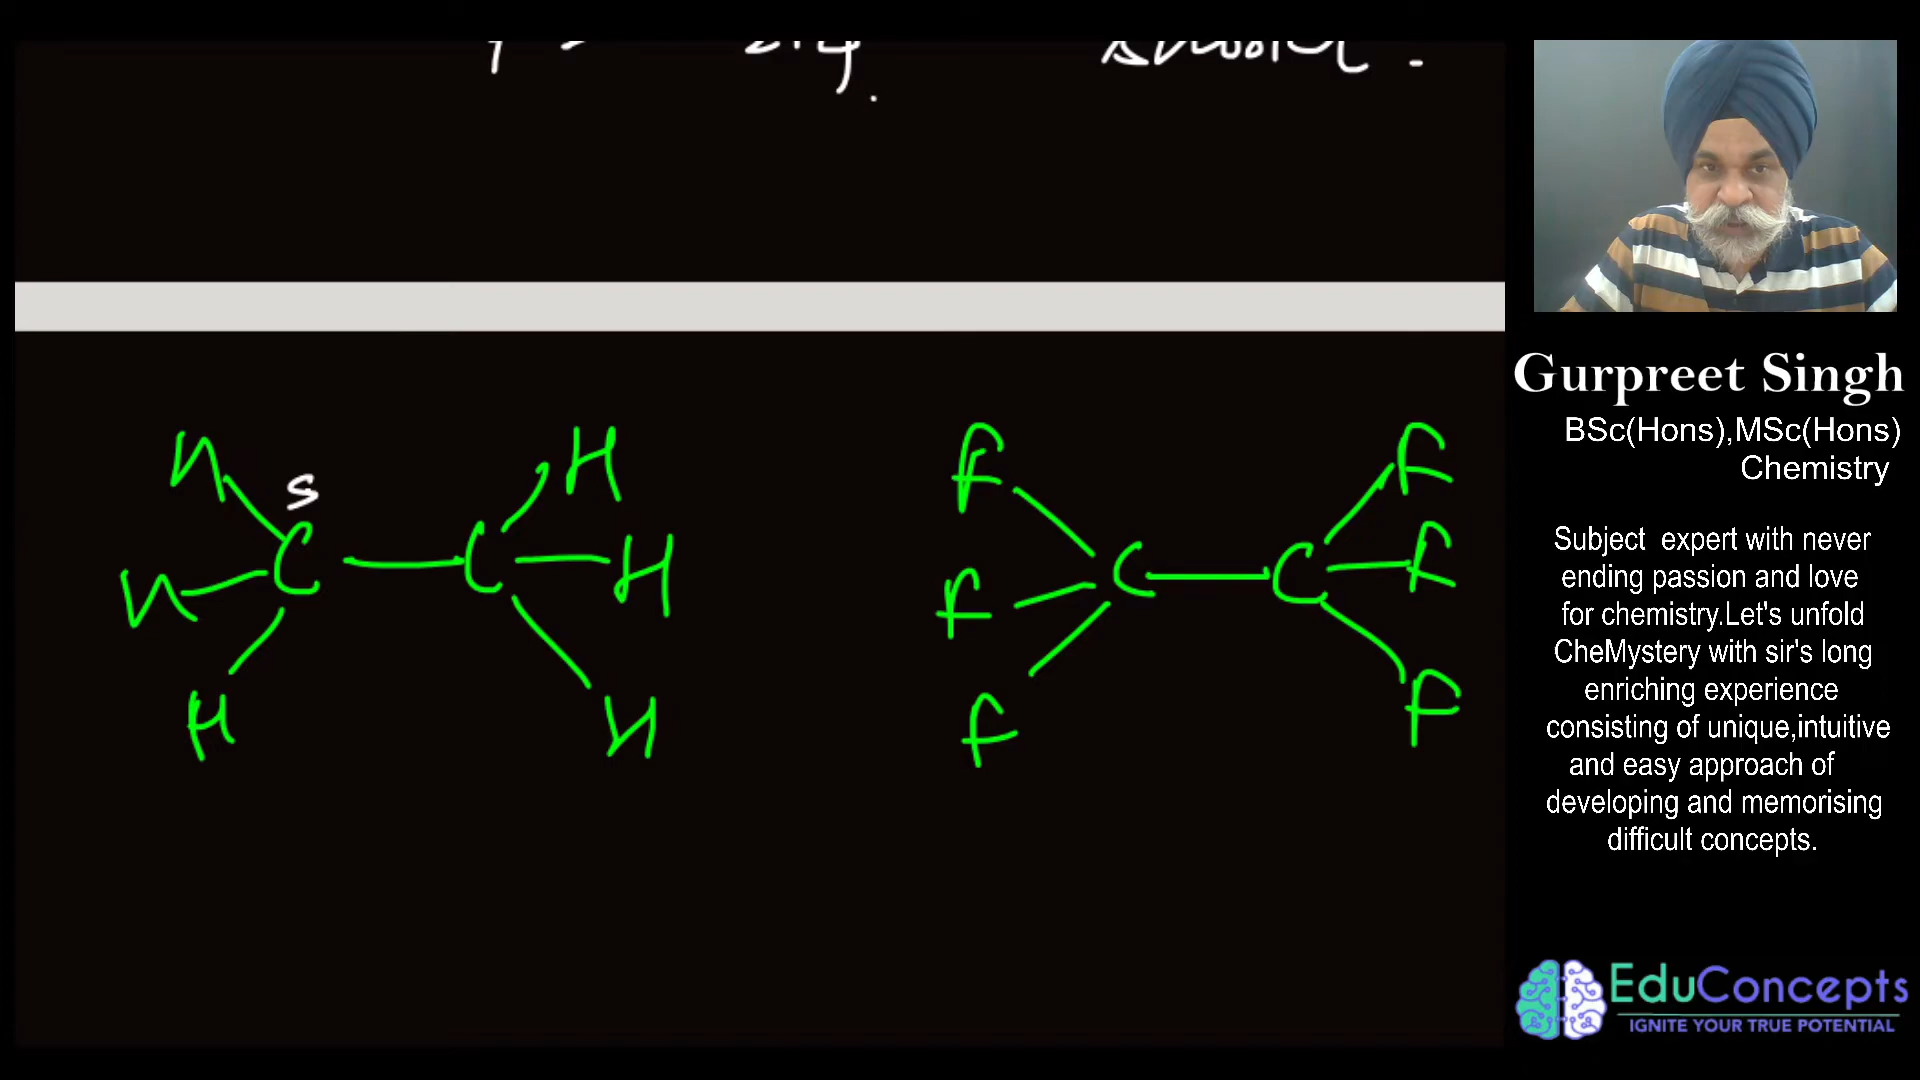 Gurpreet Singh
BSc(Hons),MSc(Hons)
Chemistry
Subject expert with never
ending passion and love
for chemistry.Let's unfold
CheMystery with sir's long
enriching experience
consisting of unique,intuitive
and easy approach of
developing and memorising
difficult concepts.
H S H F F
C — C C — C
H H F F
H H F F
EduConcepts
IGNITE YOUR TRUE POTENTIAL